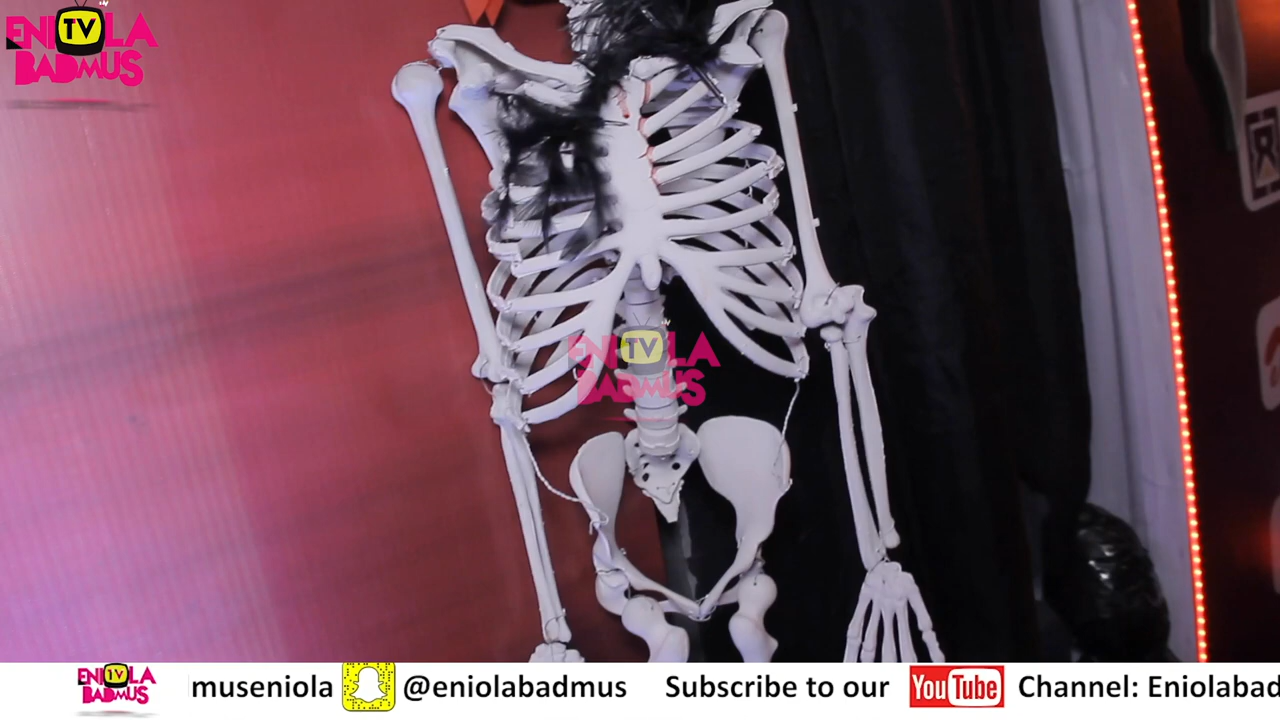 ENIOLA
TV
BADMUS
ENIOLA
TV
BADMUS
ENIOLA
TV
BADMUS
museniola @eniolabadmus Subscribe to our YouTube Channel: Eniolabad